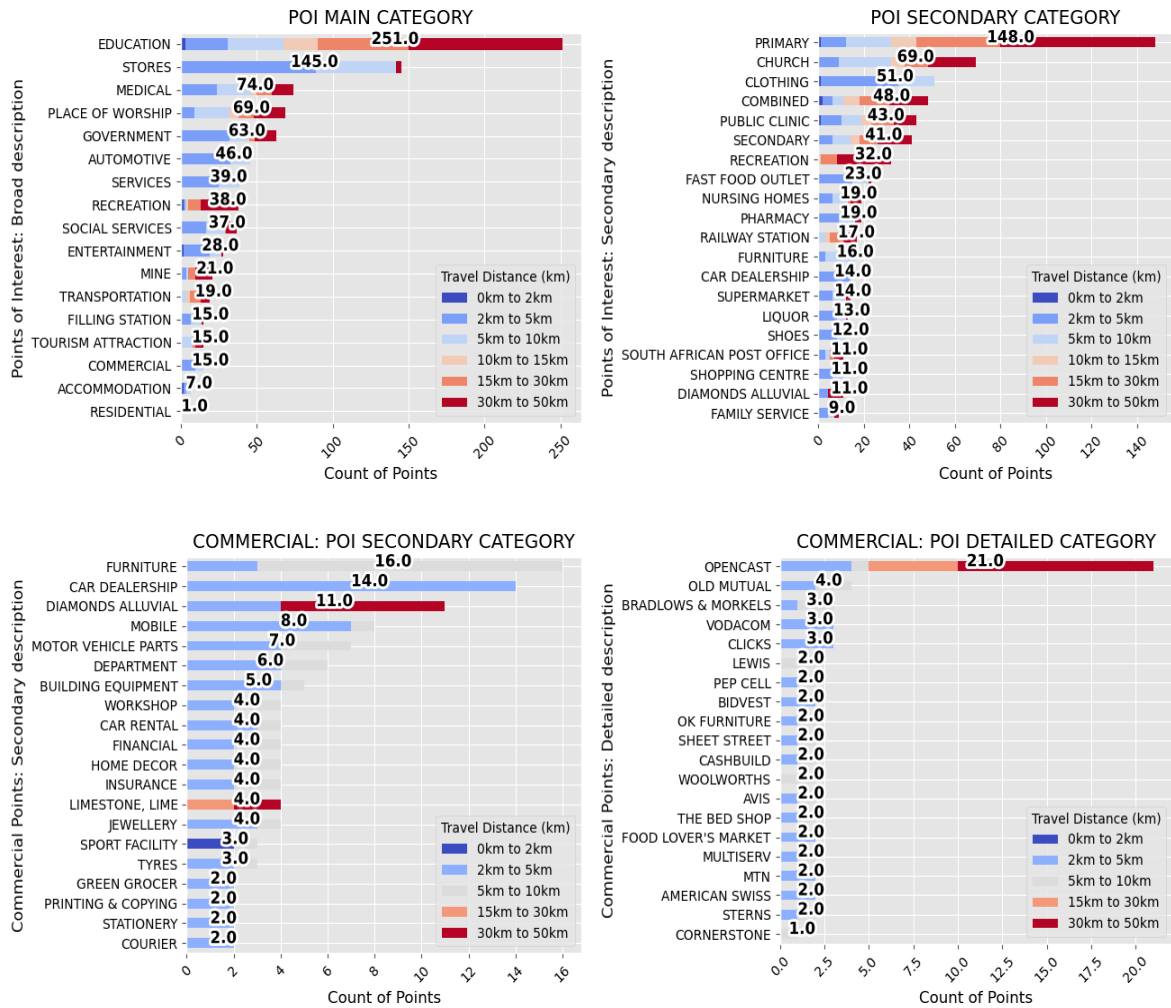 POI MAIN CATEGORY
Points of Interest: Broad description
EDUCATION 251.0
STORES 145.0
MEDICAL 74.0
PLACE OF WORSHIP 69.0
GOVERNMENT 63.0
AUTOMOTIVE 46.0
SERVICES 39.0
RECREATION 38.0
SOCIAL SERVICES 37.0
ENTERTAINMENT 28.0
MINE 21.0
TRANSPORTATION 19.0
FILLING STATION 15.0
TOURISM ATTRACTION 15.0
COMMERCIAL 15.0
ACCOMMODATION 7.0
RESIDENTIAL 1.0
Travel Distance (km)
0km to 2km
2km to 5km
5km to 10km
10km to 15km
15km to 30km
30km to 50km
0 50 100 150 200 250
Count of Points
POI SECONDARY CATEGORY
Points of Interest: Secondary description
PRIMARY 148.0
CHURCH 69.0
CLOTHING 51.0
COMBINED 48.0
PUBLIC CLINIC 43.0
SECONDARY 41.0
RECREATION 32.0
FAST FOOD OUTLET 23.0
NURSING HOMES 19.0
PHARMACY 19.0
RAILWAY STATION 17.0
FURNITURE 16.0
CAR DEALERSHIP 14.0
SUPERMARKET 14.0
LIQUOR 13.0
SHOES 12.0
SOUTH AFRICAN POST OFFICE 11.0
SHOPPING CENTRE 11.0
DIAMONDS ALLUVIAL 11.0
FAMILY SERVICE 9.0
Travel Distance (km)
0km to 2km
2km to 5km
5km to 10km
10km to 15km
15km to 30km
30km to 50km
0 20 40 60 80 100 120 140
Count of Points
COMMERCIAL: POI SECONDARY CATEGORY
Commercial Points: Secondary description
FURNITURE 16.0
CAR DEALERSHIP 14.0
DIAMONDS ALLUVIAL 11.0
MOBILE 8.0
MOTOR VEHICLE PARTS 7.0
DEPARTMENT 6.0
BUILDING EQUIPMENT 5.0
WORKSHOP 4.0
CAR RENTAL 4.0
FINANCIAL 4.0
HOME DECOR 4.0
INSURANCE 4.0
LIMESTONE, LIME 4.0
JEWELLERY 4.0
SPORT FACILITY 3.0
TYRES 3.0
GREEN GROCER 2.0
PRINTING & COPYING 2.0
STATIONERY 2.0
COURIER 2.0
Travel Distance (km)
0km to 2km
2km to 5km
5km to 10km
15km to 30km
30km to 50km
0 2 4 6 8 10 12 14 16
Count of Points
COMMERCIAL: POI DETAILED CATEGORY
Commercial Points: Detailed description
OPENCAST 21.0
OLD MUTUAL 4.0
BRADLOWS & MORKELS 3.0
VODACOM 3.0
CLICKS 3.0
LEWIS 2.0
PEP CELL 2.0
BIDVEST 2.0
OK FURNITURE 2.0
SHEET STREET 2.0
CASHBUILD 2.0
WOOLWORTHS 2.0
AVIS 2.0
THE BED SHOP 2.0
FOOD LOVER'S MARKET 2.0
MULTISERV 2.0
MTN 2.0
AMERICAN SWISS 2.0
STERNS 2.0
CORNERSTONE 1.0
Travel Distance (km)
0km to 2km
2km to 5km
5km to 10km
15km to 30km
30km to 50km
0.0 2.5 5.0 7.5 10.0 12.5 15.0 17.5 20.0
Count of Points